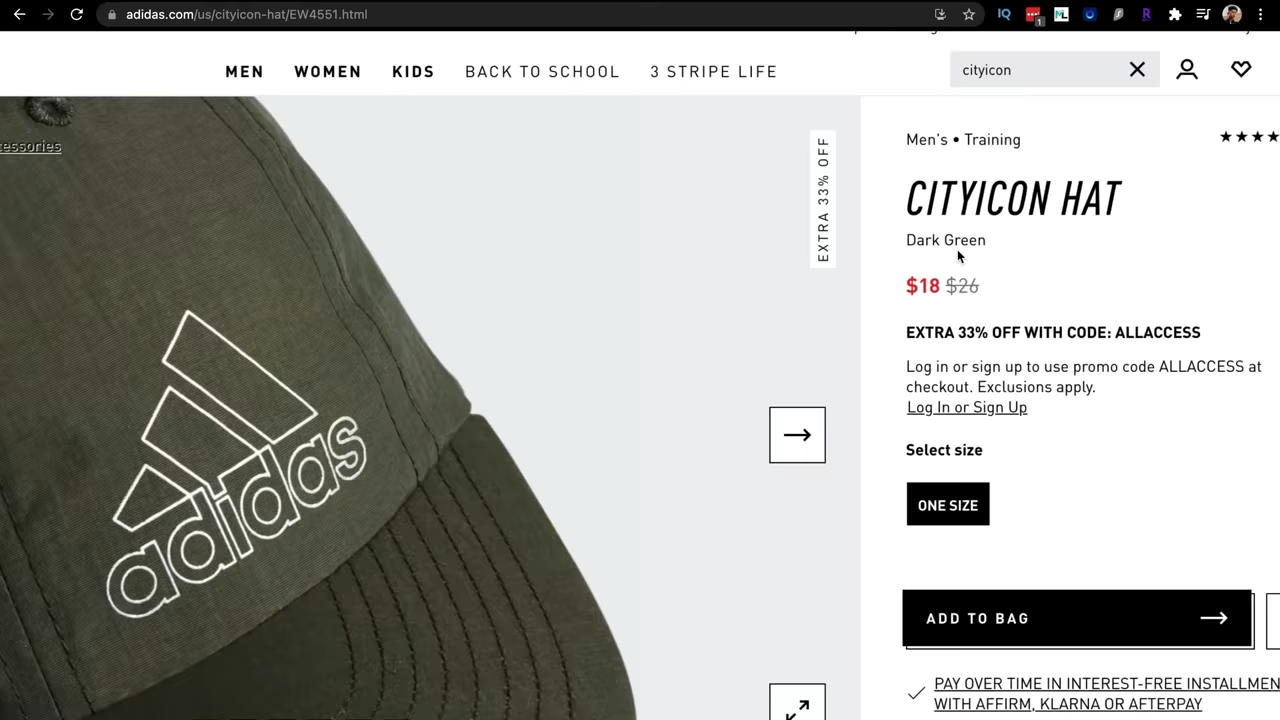 adidas.com/us/cityicon-hat/EW4551.html
MEN WOMEN KIDS BACK TO SCHOOL 3 STRIPE LIFE
cityicon
cessories
adidas
EXTRA 33% OFF
Men's • Training
CITYICON HAT
Dark Green
$18 $26
EXTRA 33% OFF WITH CODE: ALLACCESS
Log in or sign up to use promo code ALLACCESS at
checkout. Exclusions apply.
Log In or Sign Up
Select size
ONE SIZE
ADD TO BAG
PAY OVER TIME IN INTEREST-FREE INSTALLMEN
WITH AFFIRM, KLARNA OR AFTERPAY